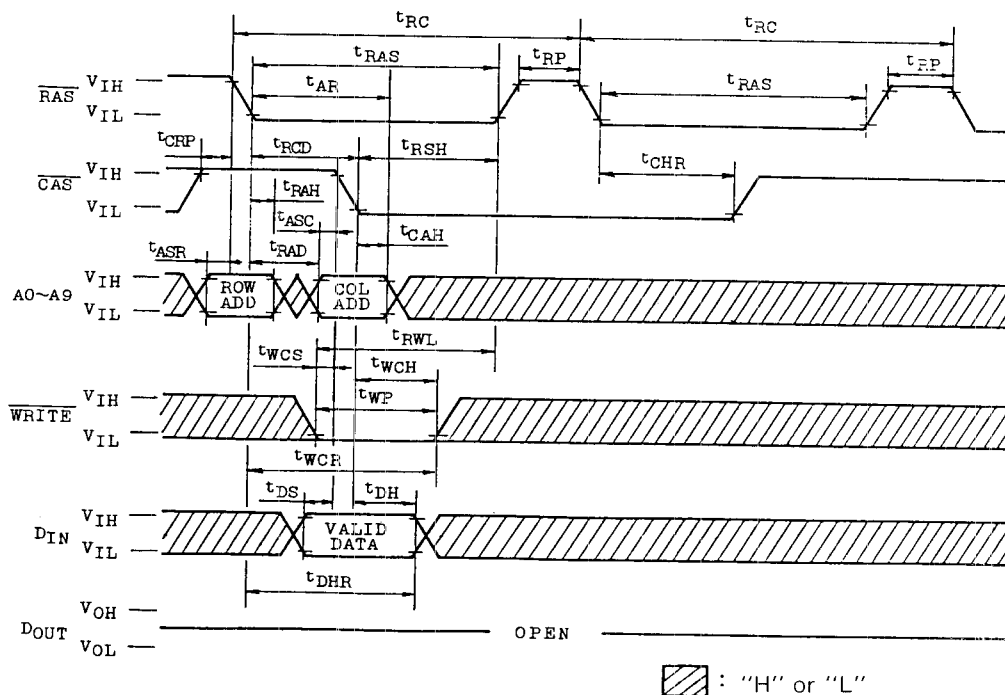 tRC tRC
tRAS tRP tRP
tAR tRAS
RAS VIH
VIL
tCRP tRCD tRSH
tCHR
CAS VIH
VIL
tRAH
tASC
tCAH
tASR tRAD
A0~A9 VIH
VIL
ROW ADD
COL ADD
tRWL
tWCS tWCH
tWP
WRITE VIH
VIL
tWCR
tDS tDH
DIN VIH
VIL
VALID DATA
tDHR
DOUT VOH
VOL
OPEN
: "H" or "L"